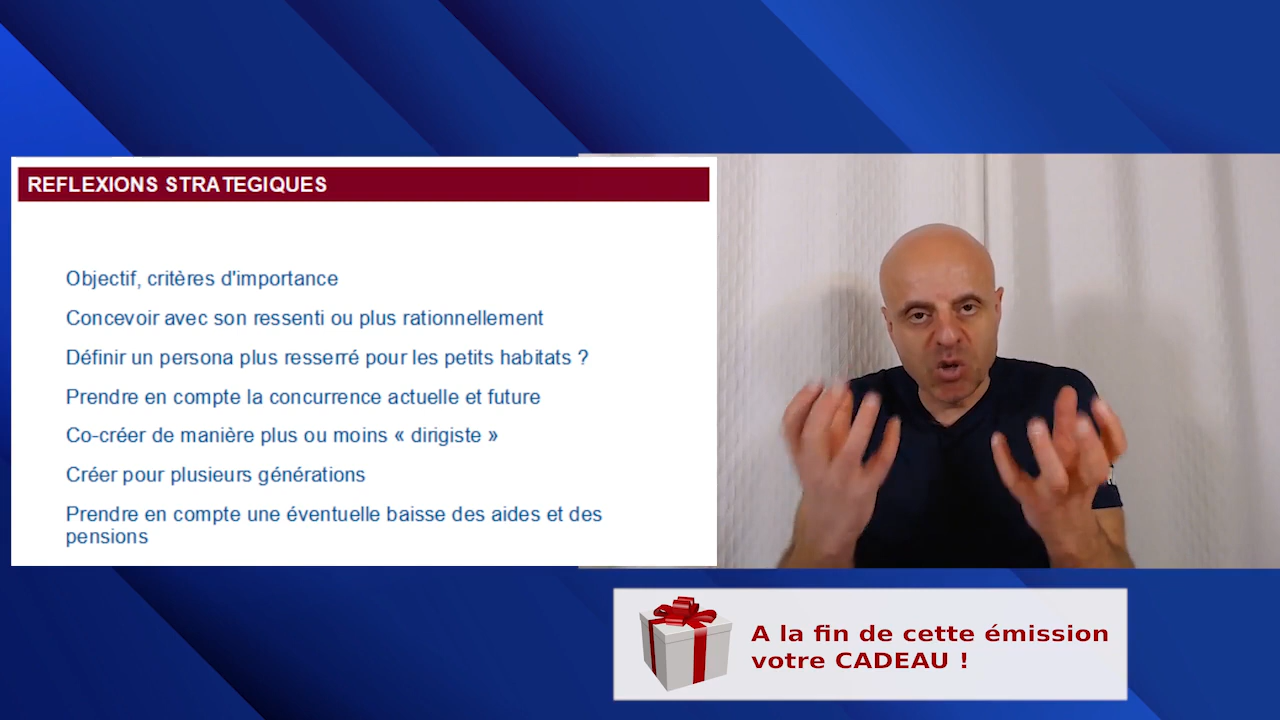 REFLEXIONS STRATEGIQUES
Objectif, critères d'importance
Concevoir avec son ressenti ou plus rationnellement
Définir un persona plus resserré pour les petits habitats ?
Prendre en compte la concurrence actuelle et future
Co-créer de manière plus ou moins « dirigiste »
Créer pour plusieurs générations
Prendre en compte une éventuelle baisse des aides et des
pensions
A la fin de cette émission
votre CADEAU !